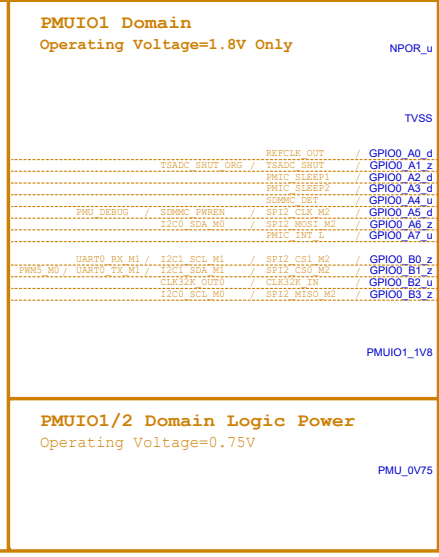 PMUIO1 Domain
Operating Voltage=1.8V Only
NPOR_u
TVSS
REFCLK_OUT / GPIO0_A0_d
TSADC_SHUT_ORG / TSADC_SHUT / GPIO0_A1_z
PMIC_SLEEP1 / GPIO0_A2_d
PMIC_SLEEP2 / GPIO0_A3_d
SDMMC_DET / GPIO0_A4_u
PMU_DEBUG SDMMC_PWREN / SPI2_CLK_M2 / GPIO0_A5_d
I2C0_SDA_M0 / SPI2_MOSI_M2 / GPIO0_A6_z
PMIC_INT_L / GPIO0_A7_u
UART0_RX_M1 / I2C1_SCL_M1 / SPI2_CS1_M2 / GPIO0_B0_z
PWM5_M0 / UART0_TX_M1 / I2C1_SDA_M1 / SPI2_CS0_M2 / GPIO0_B1_z
CLK32K_OUT0 / CLK32K_IN / GPIO0_B2_u
I2C0_SCL_M0 / SPI2_MISO_M2 / GPIO0_B3_z
PMUIO1_1V8
PMUIO1/2 Domain Logic Power
Operating Voltage=0.75V
PMU_0V75